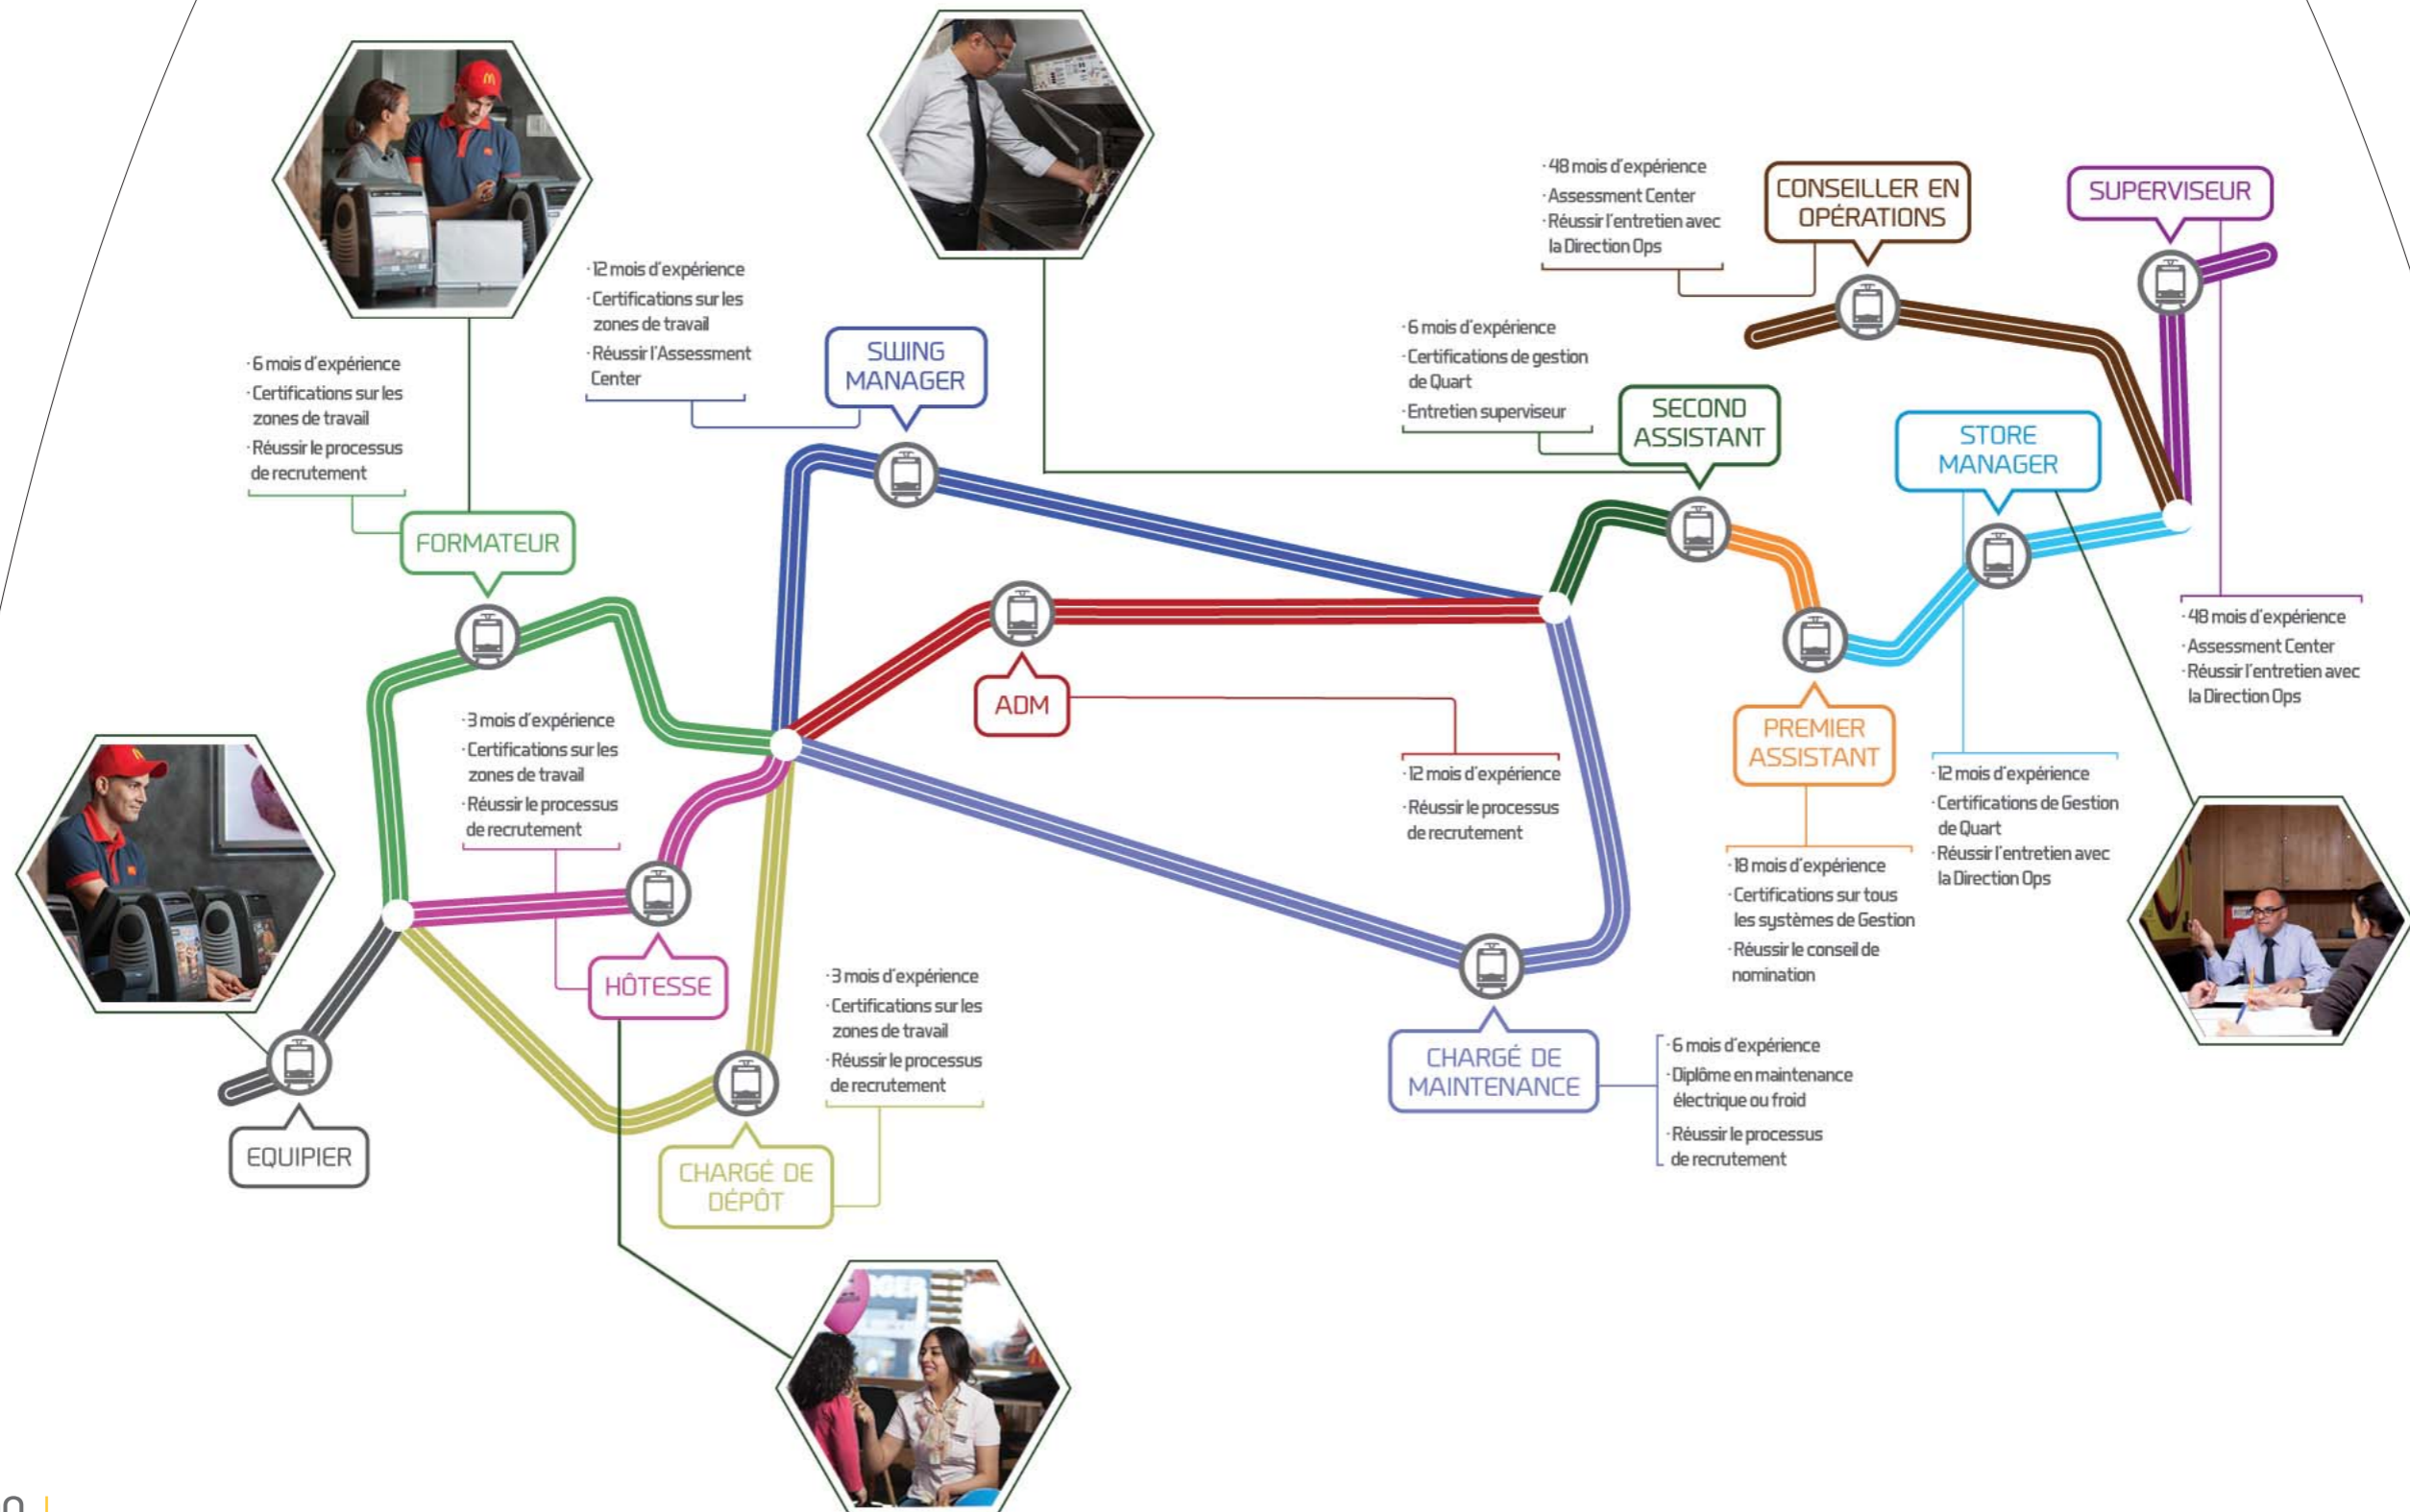 · 6 mois d'expérience
· Certifications sur les
zones de travail
· Réussir le processus
de recrutement
FORMATEUR
· 12 mois d'expérience
· Certifications sur les
zones de travail
· Réussir l'Assessment
Center
SWING
MANAGER
· 48 mois d'expérience
· Assessment Center
· Réussir l'entretien avec
la Direction Ops
CONSEILLER EN
OPÉRATIONS
SUPERVISEUR
· 6 mois d'expérience
· Certifications de gestion
de Quart
· Entretien superviseur
SECOND
ASSISTANT
STORE
MANAGER
· 48 mois d'expérience
· Assessment Center
· Réussir l'entretien avec
la Direction Ops
· 3 mois d'expérience
· Certifications sur les
zones de travail
· Réussir le processus
de recrutement
HÔTESSE
ADM
· 12 mois d'expérience
· Réussir le processus
de recrutement
PREMIER
ASSISTANT
· 18 mois d'expérience
· Certifications sur tous
les systèmes de Gestion
· Réussir le conseil de
nomination
· 12 mois d'expérience
· Certifications de Gestion
de Quart
· Réussir l'entretien avec
la Direction Ops
EQUIPIER
· 3 mois d'expérience
· Certifications sur les
zones de travail
· Réussir le processus
de recrutement
CHARGÉ DE
DÉPÔT
CHARGÉ DE
MAINTENANCE
· 6 mois d'expérience
· Diplôme en maintenance
électrique ou froid
· Réussir le processus
de recrutement